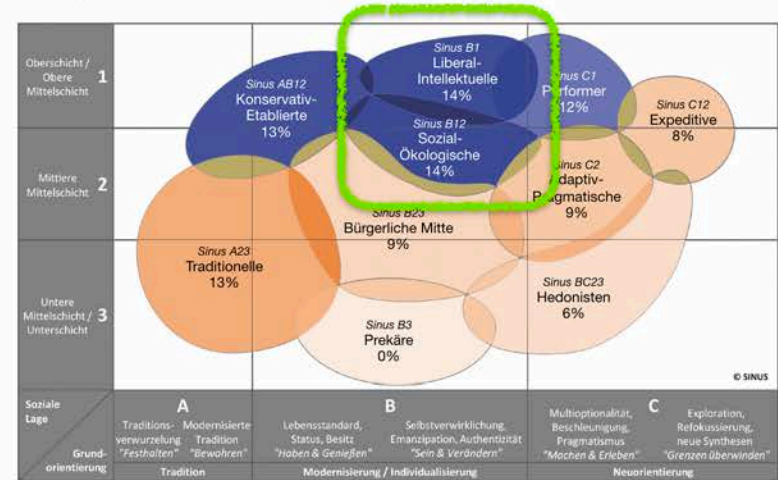 Oberschicht /
Obere
Mittelschicht
1
Mittlere
Mittelschicht
2
Untere
Mittelschicht /
Unterschicht
3
Sinus AB12
Konservativ-
Etablierte
13%
Sinus B1
Liberal-
Intellektuelle
14%
Sinus C1
Performer
12%
Sinus C12
Expeditive
8%
Sinus B12
Sozial-
Ökologische
14%
Sinus C2
Adaptiv-
Pragmatische
9%
Sinus B23
Bürgerliche Mitte
9%
Sinus A23
Traditionelle
13%
Sinus BC23
Hedonisten
6%
Sinus B3
Prekäre
0%
© SINUS
Soziale
Lage
Grund-
orientierung
A
Traditions-
verwurzelung
"Festhalten"
Modernisierte
Tradition
"Bewahren"
Tradition
B
Lebensstandard,
Status, Besitz
"Haben & Genießen"
Selbstverwirklichung,
Emanzipation, Authentizität
"Sein & Verändern"
Modernisierung / Individualisierung
C
Multioptionalität,
Beschleunigung,
Pragmatismus
"Machen & Erleben"
Exploration,
Refokussierung,
neue Synthesen
"Grenzen überwinden"
Neuorientierung